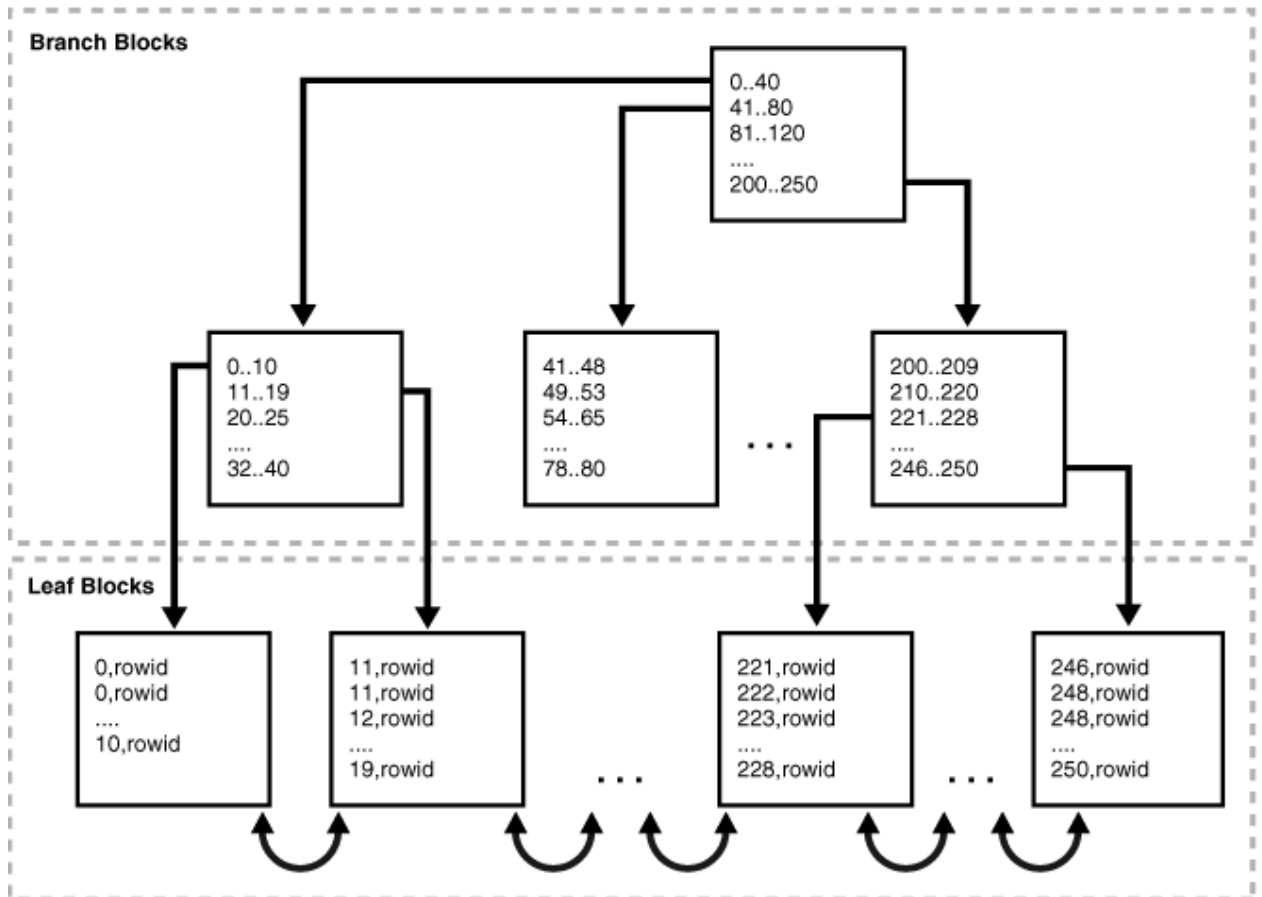 Branch Blocks
0..40
41..80
81..120
....
200..250
0..10
11..19
20..25
....
32..40
41..48
49..53
54..65
....
78..80
...
200..209
210..220
221..228
....
246..250
Leaf Blocks
0,rowid
0,rowid
....
10,rowid
11,rowid
11,rowid
12,rowid
....
19,rowid
...
221,rowid
222,rowid
223,rowid
....
228,rowid
...
246,rowid
248,rowid
248,rowid
....
250,rowid